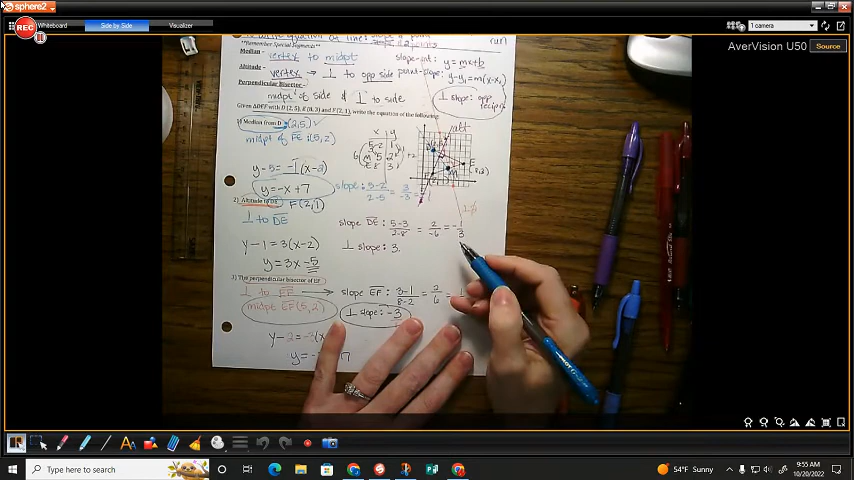 sphere2
Whiteboard
Side by Side
Visualizer
1 camera
REC
AverVision U50
Source
**Remember Special Segments**
Median - vertex to midpt
slope-int: y = mx+b
Altitude - vertex → ⊥ to opp side
point-slope: y-y₁ = m(x-x₁)
Perpendicular Bisector -
midpt of side & ⊥ to side
⊥ slope: opp recip
Given ΔDEF with D (2,5), E (8,3) and F (2,1), write the equation of the following:
1) Median from D (2,5) ✓
midpt of FE: (5,2)
y-5 = -1(x-2)
y=-x+7
slope: 5-2/2-5 = 3/-3
x y
alt
E
(8,3)
M
2) Altitude to DE F(2,1)
⊥ to DE
slope DE: 5-3/2-8 = 2/-6 = -1/3
y-1 = 3(x-2)
⊥ slope: 3
y = 3x-5
3) The perpendicular bisector of EF
⊥ to EF → slope EF: 3-1/8-2 = 2/6 = 1
midpt EF(5,2)
⊥ slope: -3
y-2 = -3(x
y=-
17
Type here to search
54°F Sunny
9:55 AM
10/20/2022